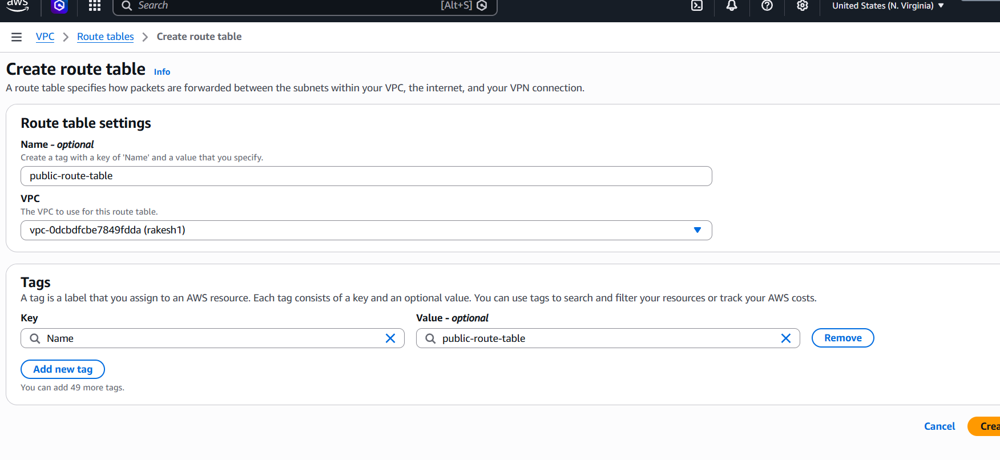 aws
Search [Alt+S]
United States (N. Virginia)
VPC Route tables Create route table
Create route table Info
A route table specifies how packets are forwarded between the subnets within your VPC, the internet, and your VPN connection.
Route table settings
Name - optional
Create a tag with a key of 'Name' and a value that you specify.
public-route-table
VPC
The VPC to use for this route table.
vpc-0dcbdfcbe7849fdda (rakesh1)
Tags
A tag is a label that you assign to an AWS resource. Each tag consists of a key and an optional value. You can use tags to search and filter your resources or track your AWS costs.
Key Value - optional
Name public-route-table Remove
Add new tag
You can add 49 more tags.
Cancel Crea